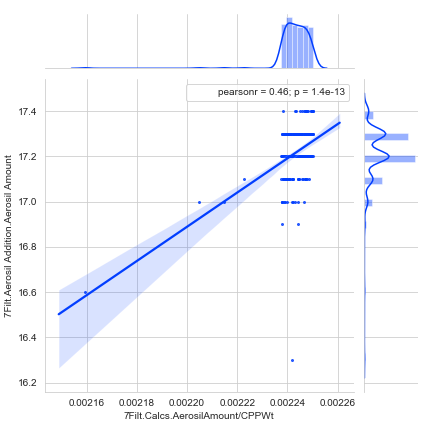 pearsonr = 0.46; p = 1.4e-13
17.4
17.2
17.0
16.8
16.6
16.4
16.2
7Filt.Aerosil Addition.Aerosil Amount
0.00216 0.00218 0.00220 0.00222 0.00224 0.00226
7Filt.Calcs.AerosilAmount/CPPWt